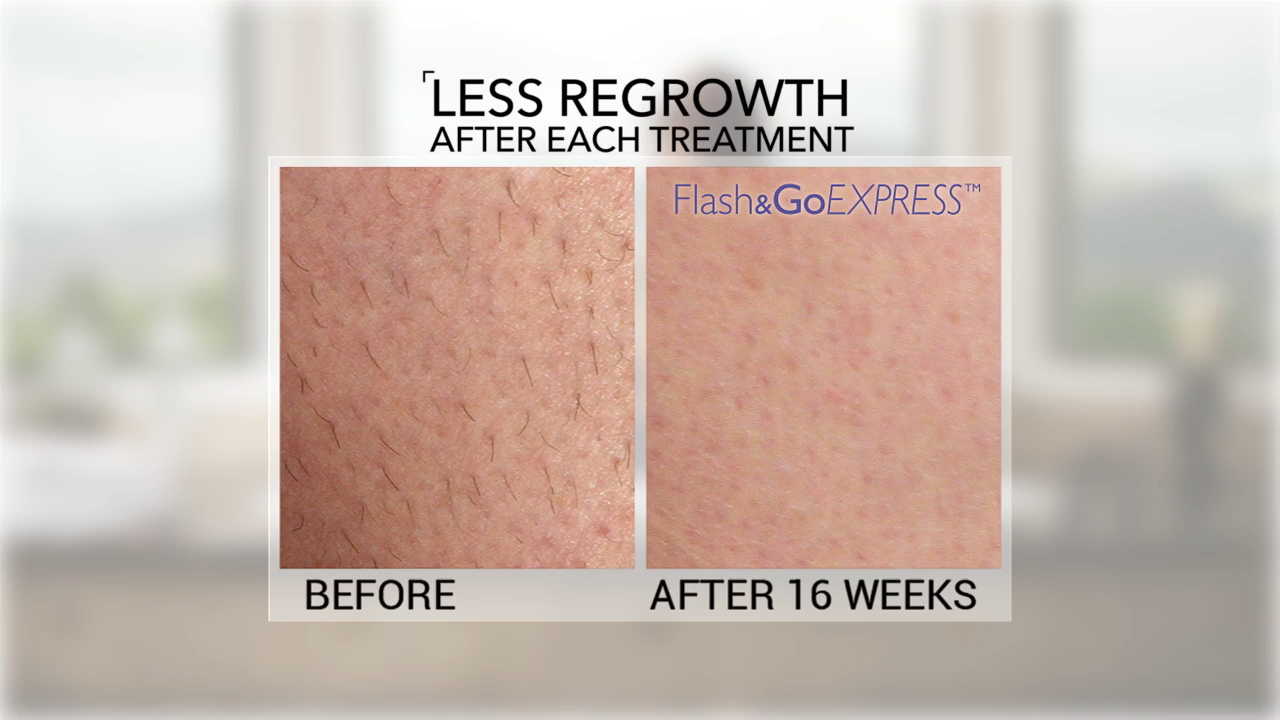 LESS REGROWTH
AFTER EACH TREATMENT
Flash&GoEXPRESS™
BEFORE
AFTER 16 WEEKS